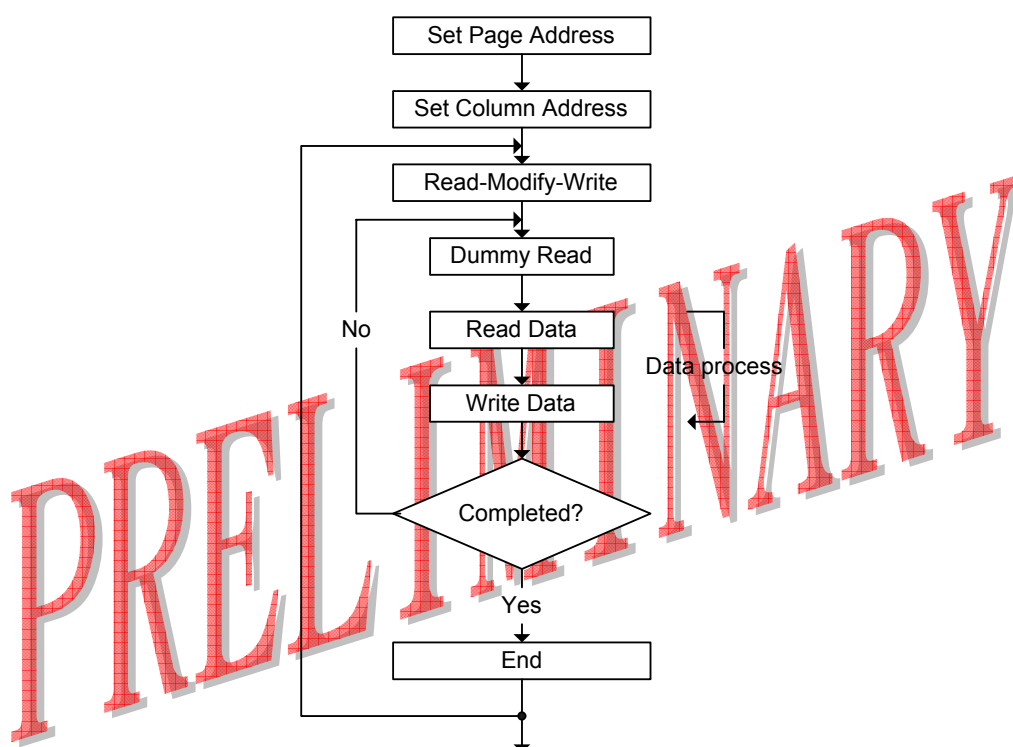 Set Page Address
Set Column Address
Read-Modify-Write
Dummy Read
No
Read Data
Data process
Write Data
Completed?
Yes
End
PRELIMINARY